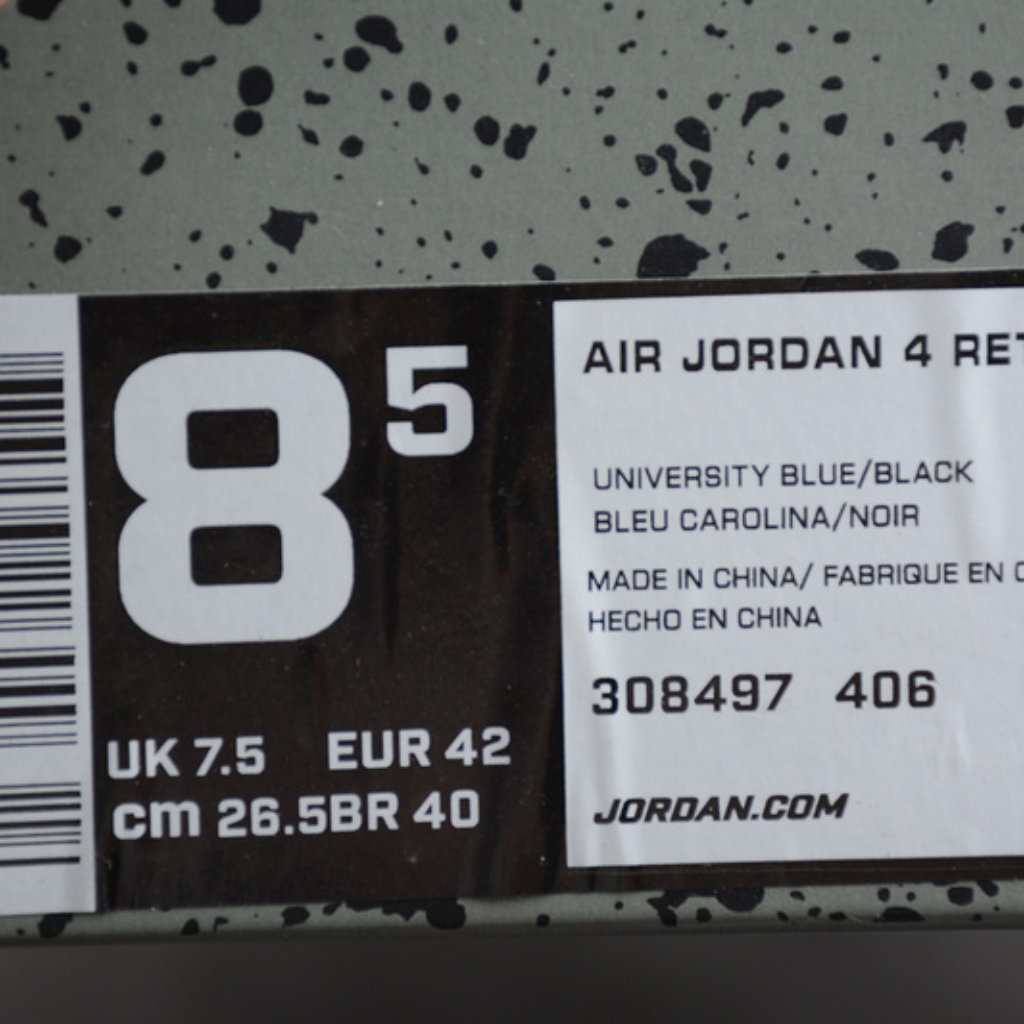 8 5
UK 7.5 EUR 42
cm 26.5BR 40
AIR JORDAN 4 RET
UNIVERSITY BLUE/BLACK
BLEU CAROLINA/NOIR
MADE IN CHINA/ FABRIQUE EN C
HECHO EN CHINA
308497 406
JORDAN.COM